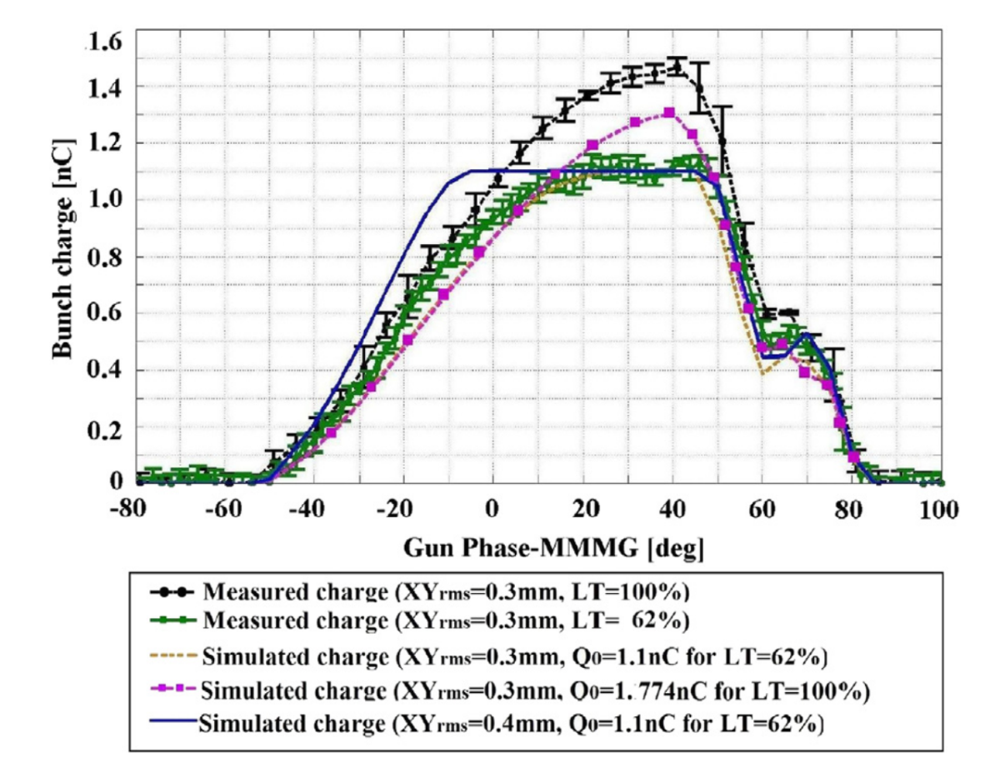 1.6
1.4
1.2
1.0
0.8
0.6
0.4
0.2
0
Bunch charge [nC]
-80 -60 -40 -20 0 20 40 60 80 100
Gun Phase-MMMG [deg]
Measured charge (XYrms=0.3mm, LT=100%)
Measured charge (XYrms=0.3mm, LT= 62%)
Simulated charge (XYrms=0.3mm, Q0=1.1nC for LT=62%)
Simulated charge (XYrms=0.3mm, Q0=1.774nC for LT=100%)
Simulated charge (XYrms=0.4mm, Q0=1.1nC for LT=62%)